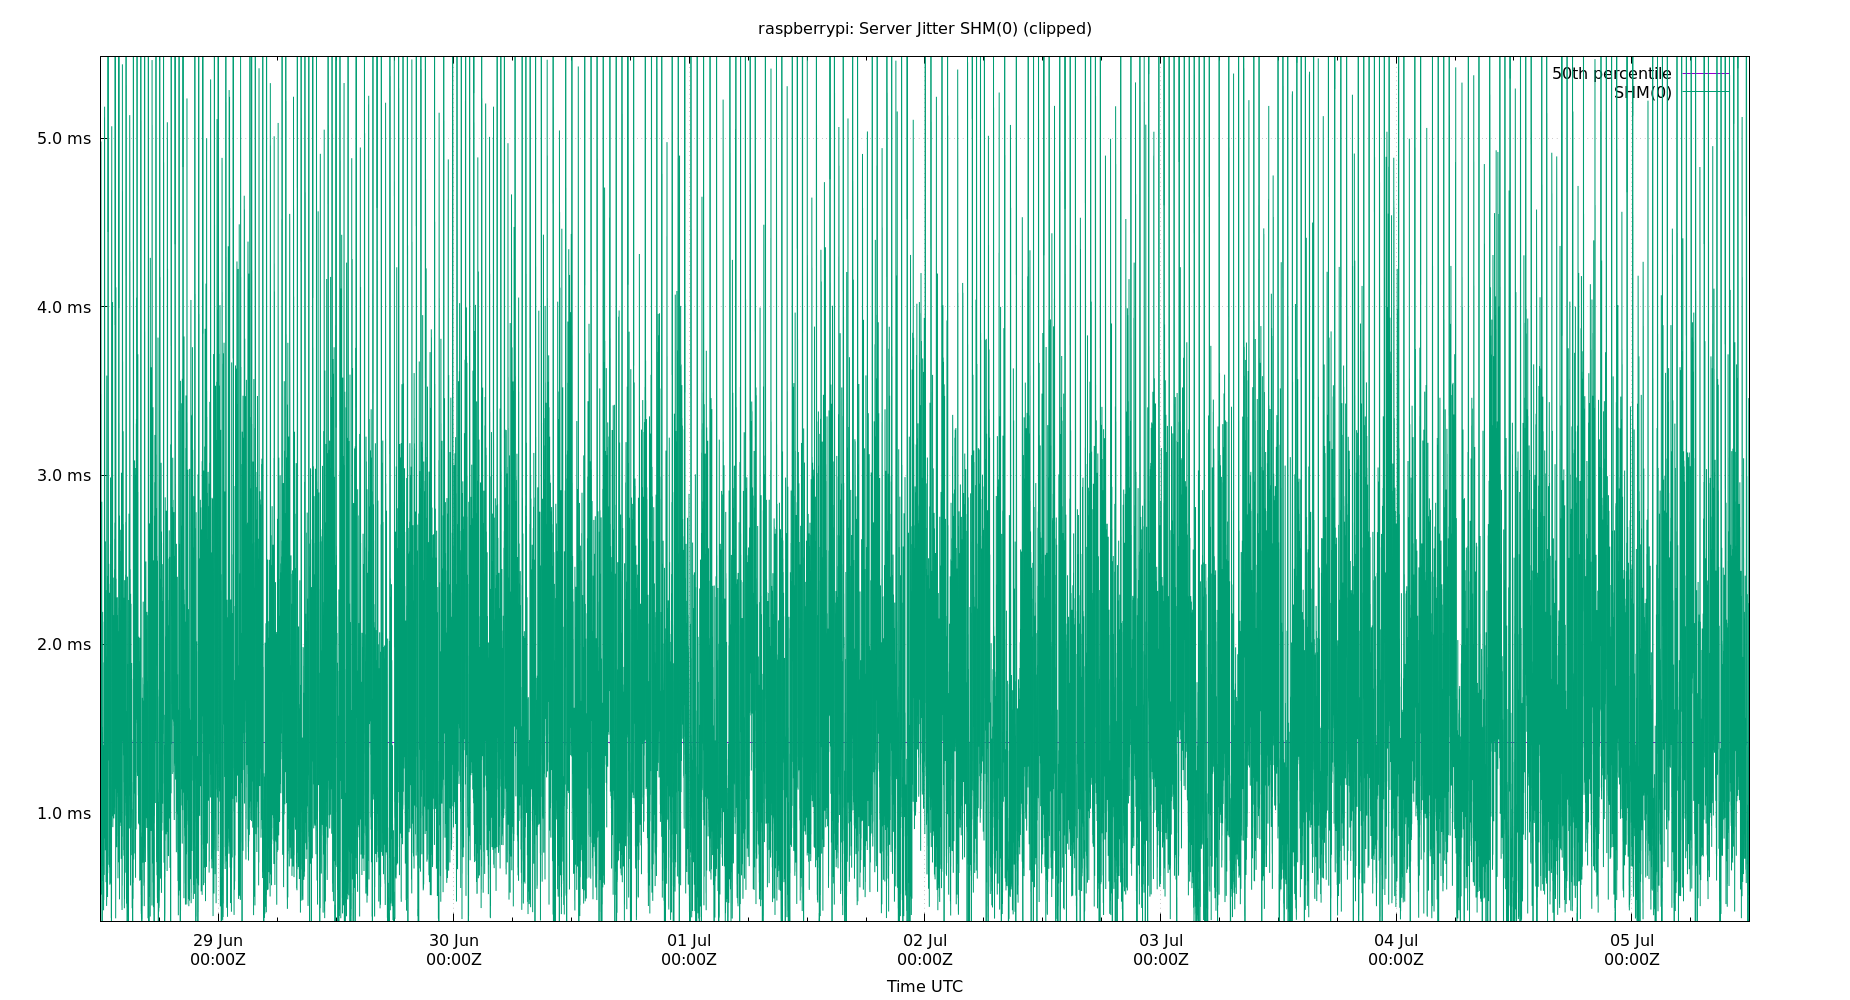 raspberrypi: Server Jitter SHM(0) (clipped)
50th percentile
SHM(0)
5.0 ms
4.0 ms
3.0 ms
2.0 ms
1.0 ms
29 Jun 30 Jun 01 Jul 02 Jul 03 Jul 04 Jul 05 Jul
00:00Z 00:00Z 00:00Z 00:00Z 00:00Z 00:00Z 00:00Z
Time UTC